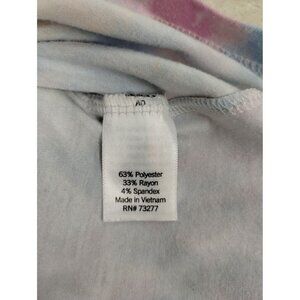 63% Polyester
33% Rayon
4% Spandex
Made in Vietnam
RN# 73277